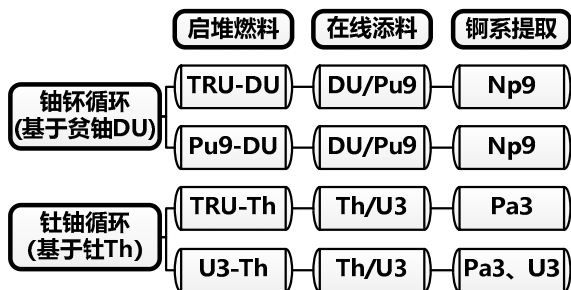 启堆燃料 在线添料 锕系提取
TRU-DU DU/Pu9 Np9
铀钚循环
(基于贫铀DU)
Pu9-DU DU/Pu9 Np9
TRU-Th Th/U3 Pa3
钍铀循环
(基于钍Th)
U3-Th Th/U3 Pa3、U3